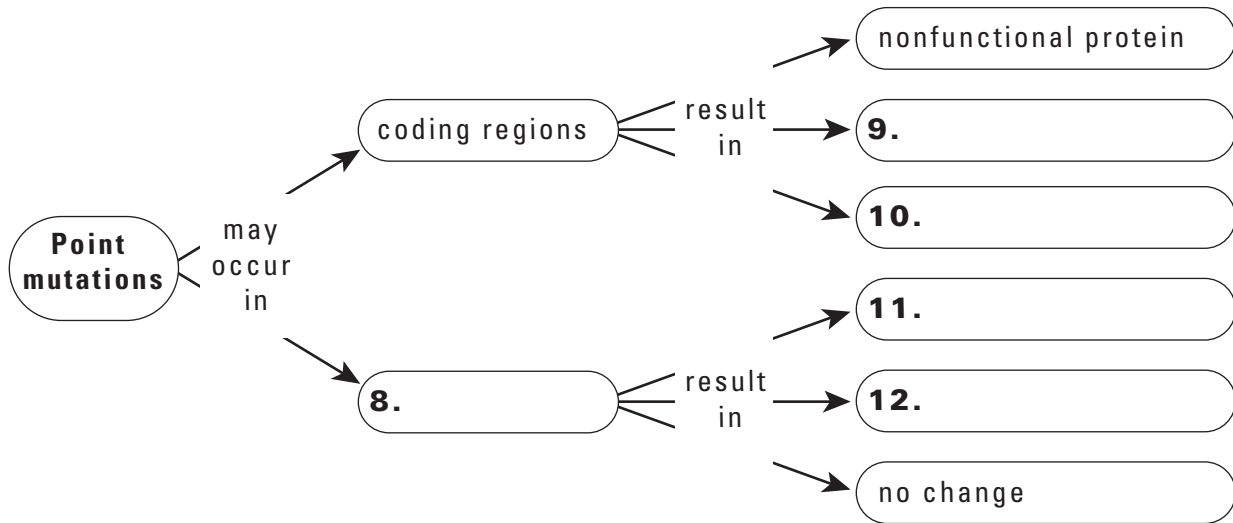 Point
mutations
may
occur
in
coding regions
result
in
nonfunctional protein
9.
10.
8.
result
in
11.
12.
no change